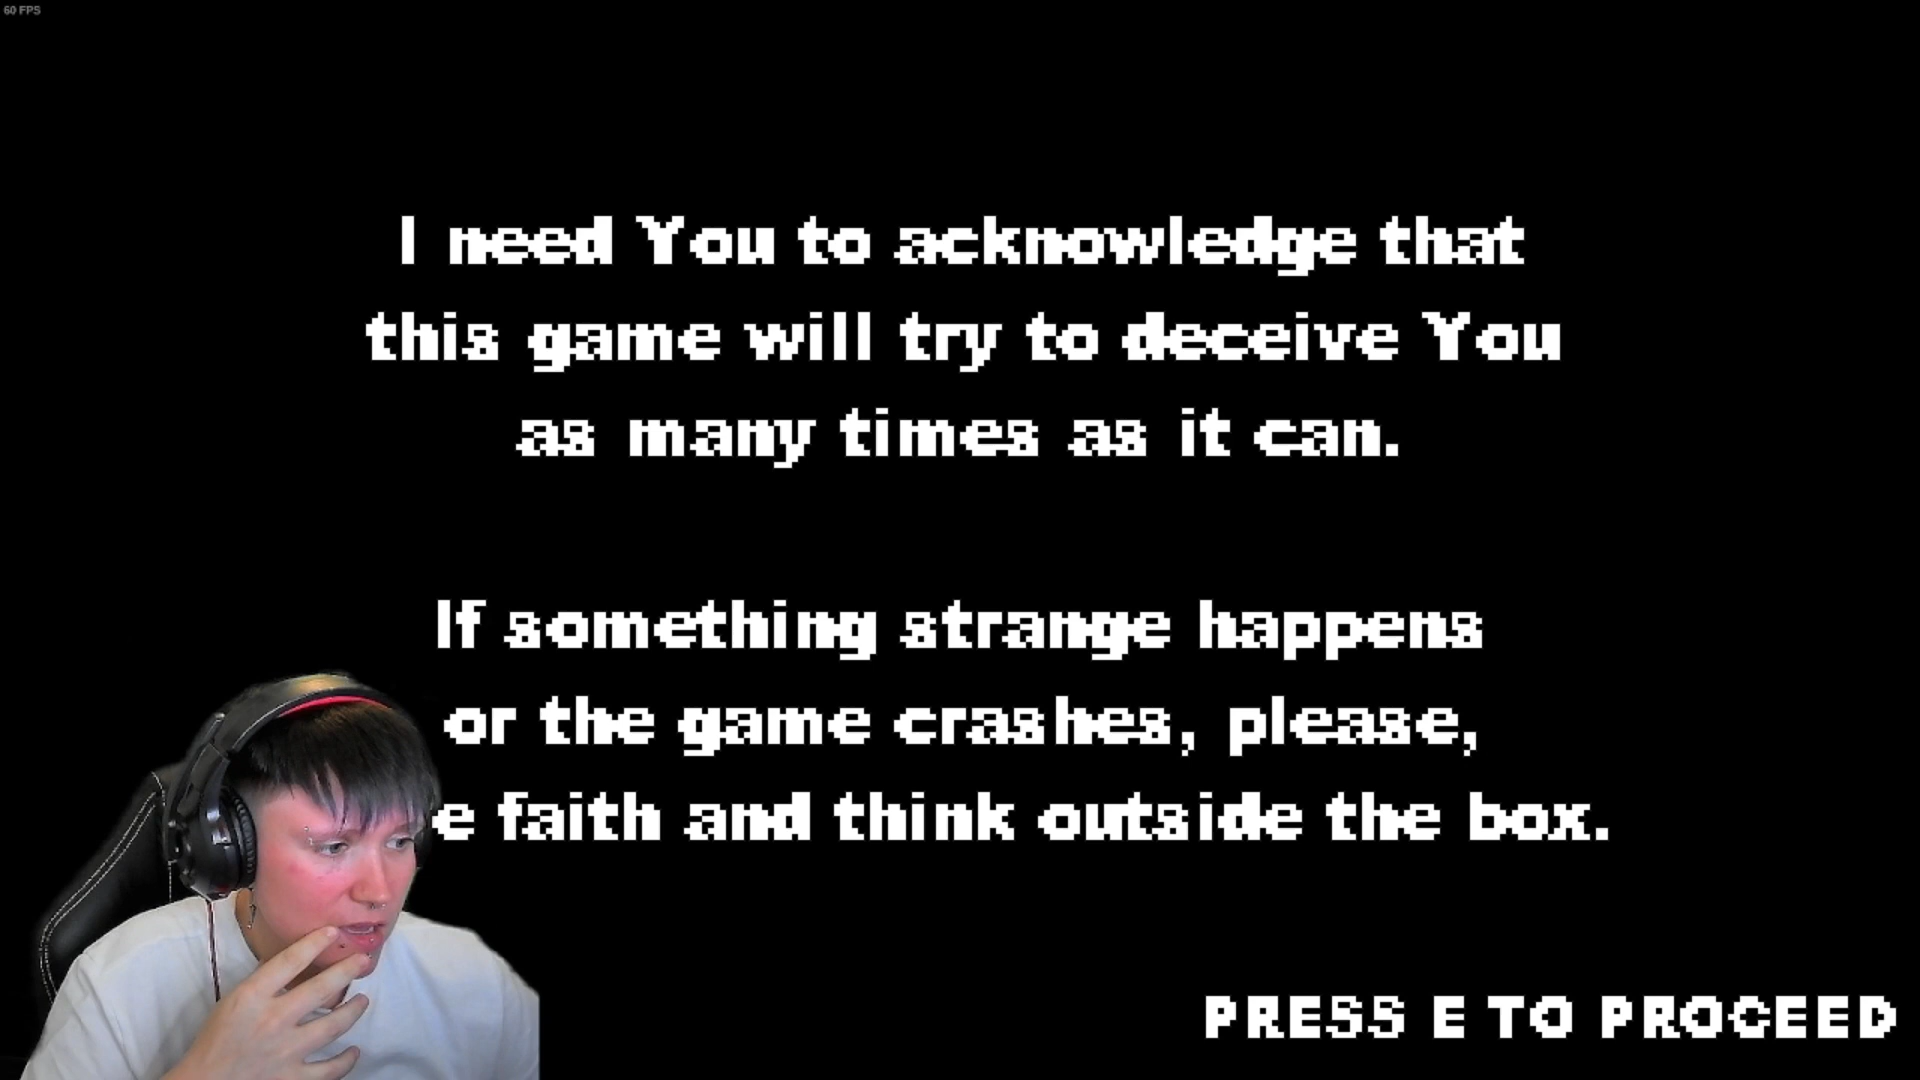 60 FPS
I need You to acknowledge that
this game will try to deceive You
as many times as it can.
If something strange happens
or the game crashes, please,
e faith and think outside the box.
PRESS E TO PROCEED